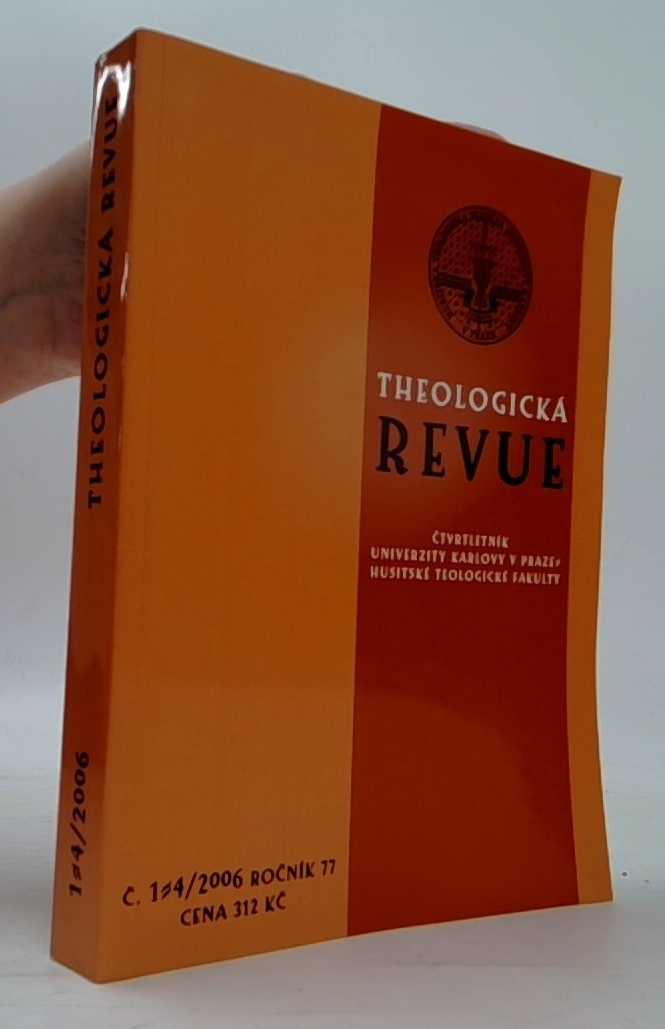 THEOLOGICKÁ REVUE
1-4/2006
THEOLOGICKÁ
REVUE
ČTVRTLETNÍK
UNIVERZITY KARLOVY V PRAZE-
HUSITSKÉ TEOLOGICKÉ FAKULTY
Č. 1-4/2006 ROČNÍK 77
CENA 312 KČ